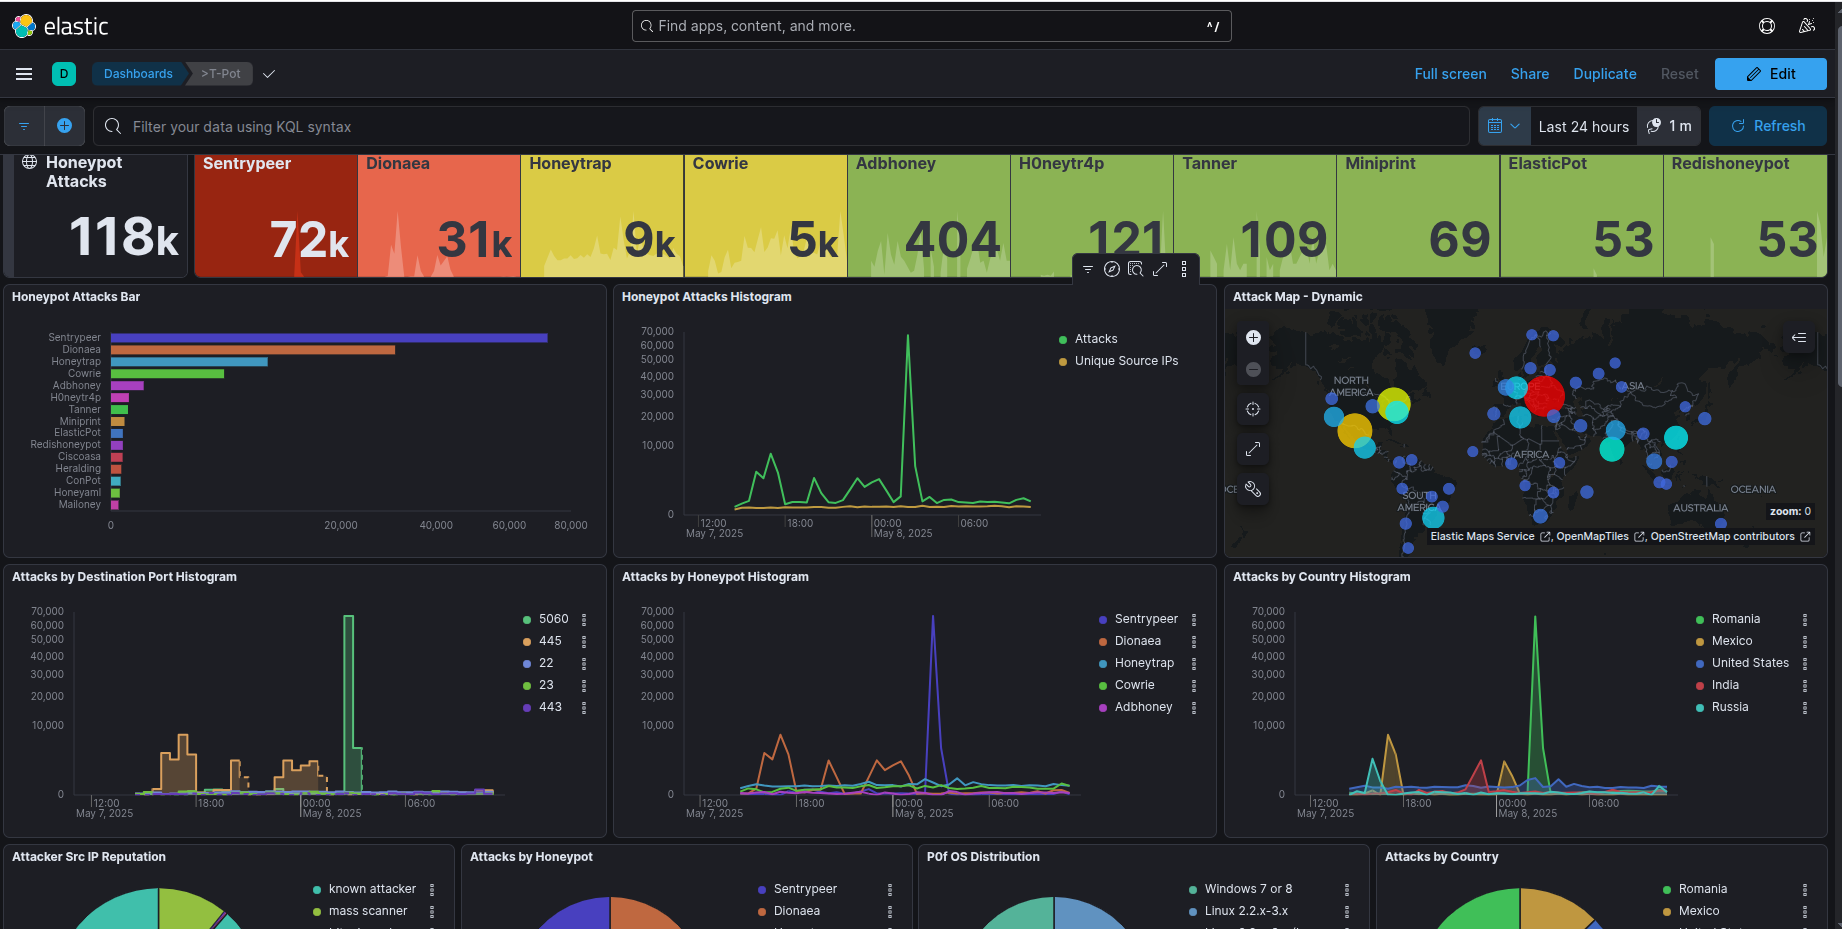 elastic
Find apps, content, and more.
^/
D
Dashboards
>T-Pot
Full screen
Share
Duplicate
Reset
Edit
Filter your data using KQL syntax
Last 24 hours
1 m
Refresh
Honeypot
Attacks
118k
Sentrypeer
72k
Dionaea
31k
Honeytrap
9k
Cowrie
5k
Adbhoney
404
H0neytr4p
121
Tanner
109
Miniprint
69
ElasticPot
53
Redishoneypot
53
Honeypot Attacks Bar
Sentrypeer
Dionaea
Honeytrap
Cowrie
Adbhoney
H0neytr4p
Tanner
Miniprint
ElasticPot
Redishoneypot
Ciscoasa
Heralding
ConPot
Honeyaml
Mailoney
0 20,000 40,000 60,000 80,000
Honeypot Attacks Histogram
70,000
60,000
50,000
40,000
30,000
20,000
10,000
0
12:00 18:00 00:00 06:00
May 7, 2025 May 8, 2025
Attacks
Unique Source IPs
Attack Map - Dynamic
NORTH
AMERICA
ASIA
AFRICA
SOUTH
AMERICA
OCEANIA
AUSTRALIA
zoom: 0
Elastic Maps Service , OpenMapTiles , OpenStreetMap contributors
Attacks by Destination Port Histogram
70,000
60,000
50,000
40,000
30,000
20,000
10,000
0
12:00 18:00 00:00 06:00
May 7, 2025 May 8, 2025
5060
445
22
23
443
Attacks by Honeypot Histogram
70,000
60,000
50,000
40,000
30,000
20,000
10,000
0
12:00 18:00 00:00 06:00
May 7, 2025 May 8, 2025
Sentrypeer
Dionaea
Honeytrap
Cowrie
Adbhoney
Attacks by Country Histogram
70,000
60,000
50,000
40,000
30,000
20,000
10,000
0
12:00 18:00 00:00 06:00
May 7, 2025 May 8, 2025
Romania
Mexico
United States
India
Russia
Attacker Src IP Reputation
known attacker
mass scanner
Attacks by Honeypot
Sentrypeer
Dionaea
P0f OS Distribution
Windows 7 or 8
Linux 2.2.x-3.x
Attacks by Country
Romania
Mexico